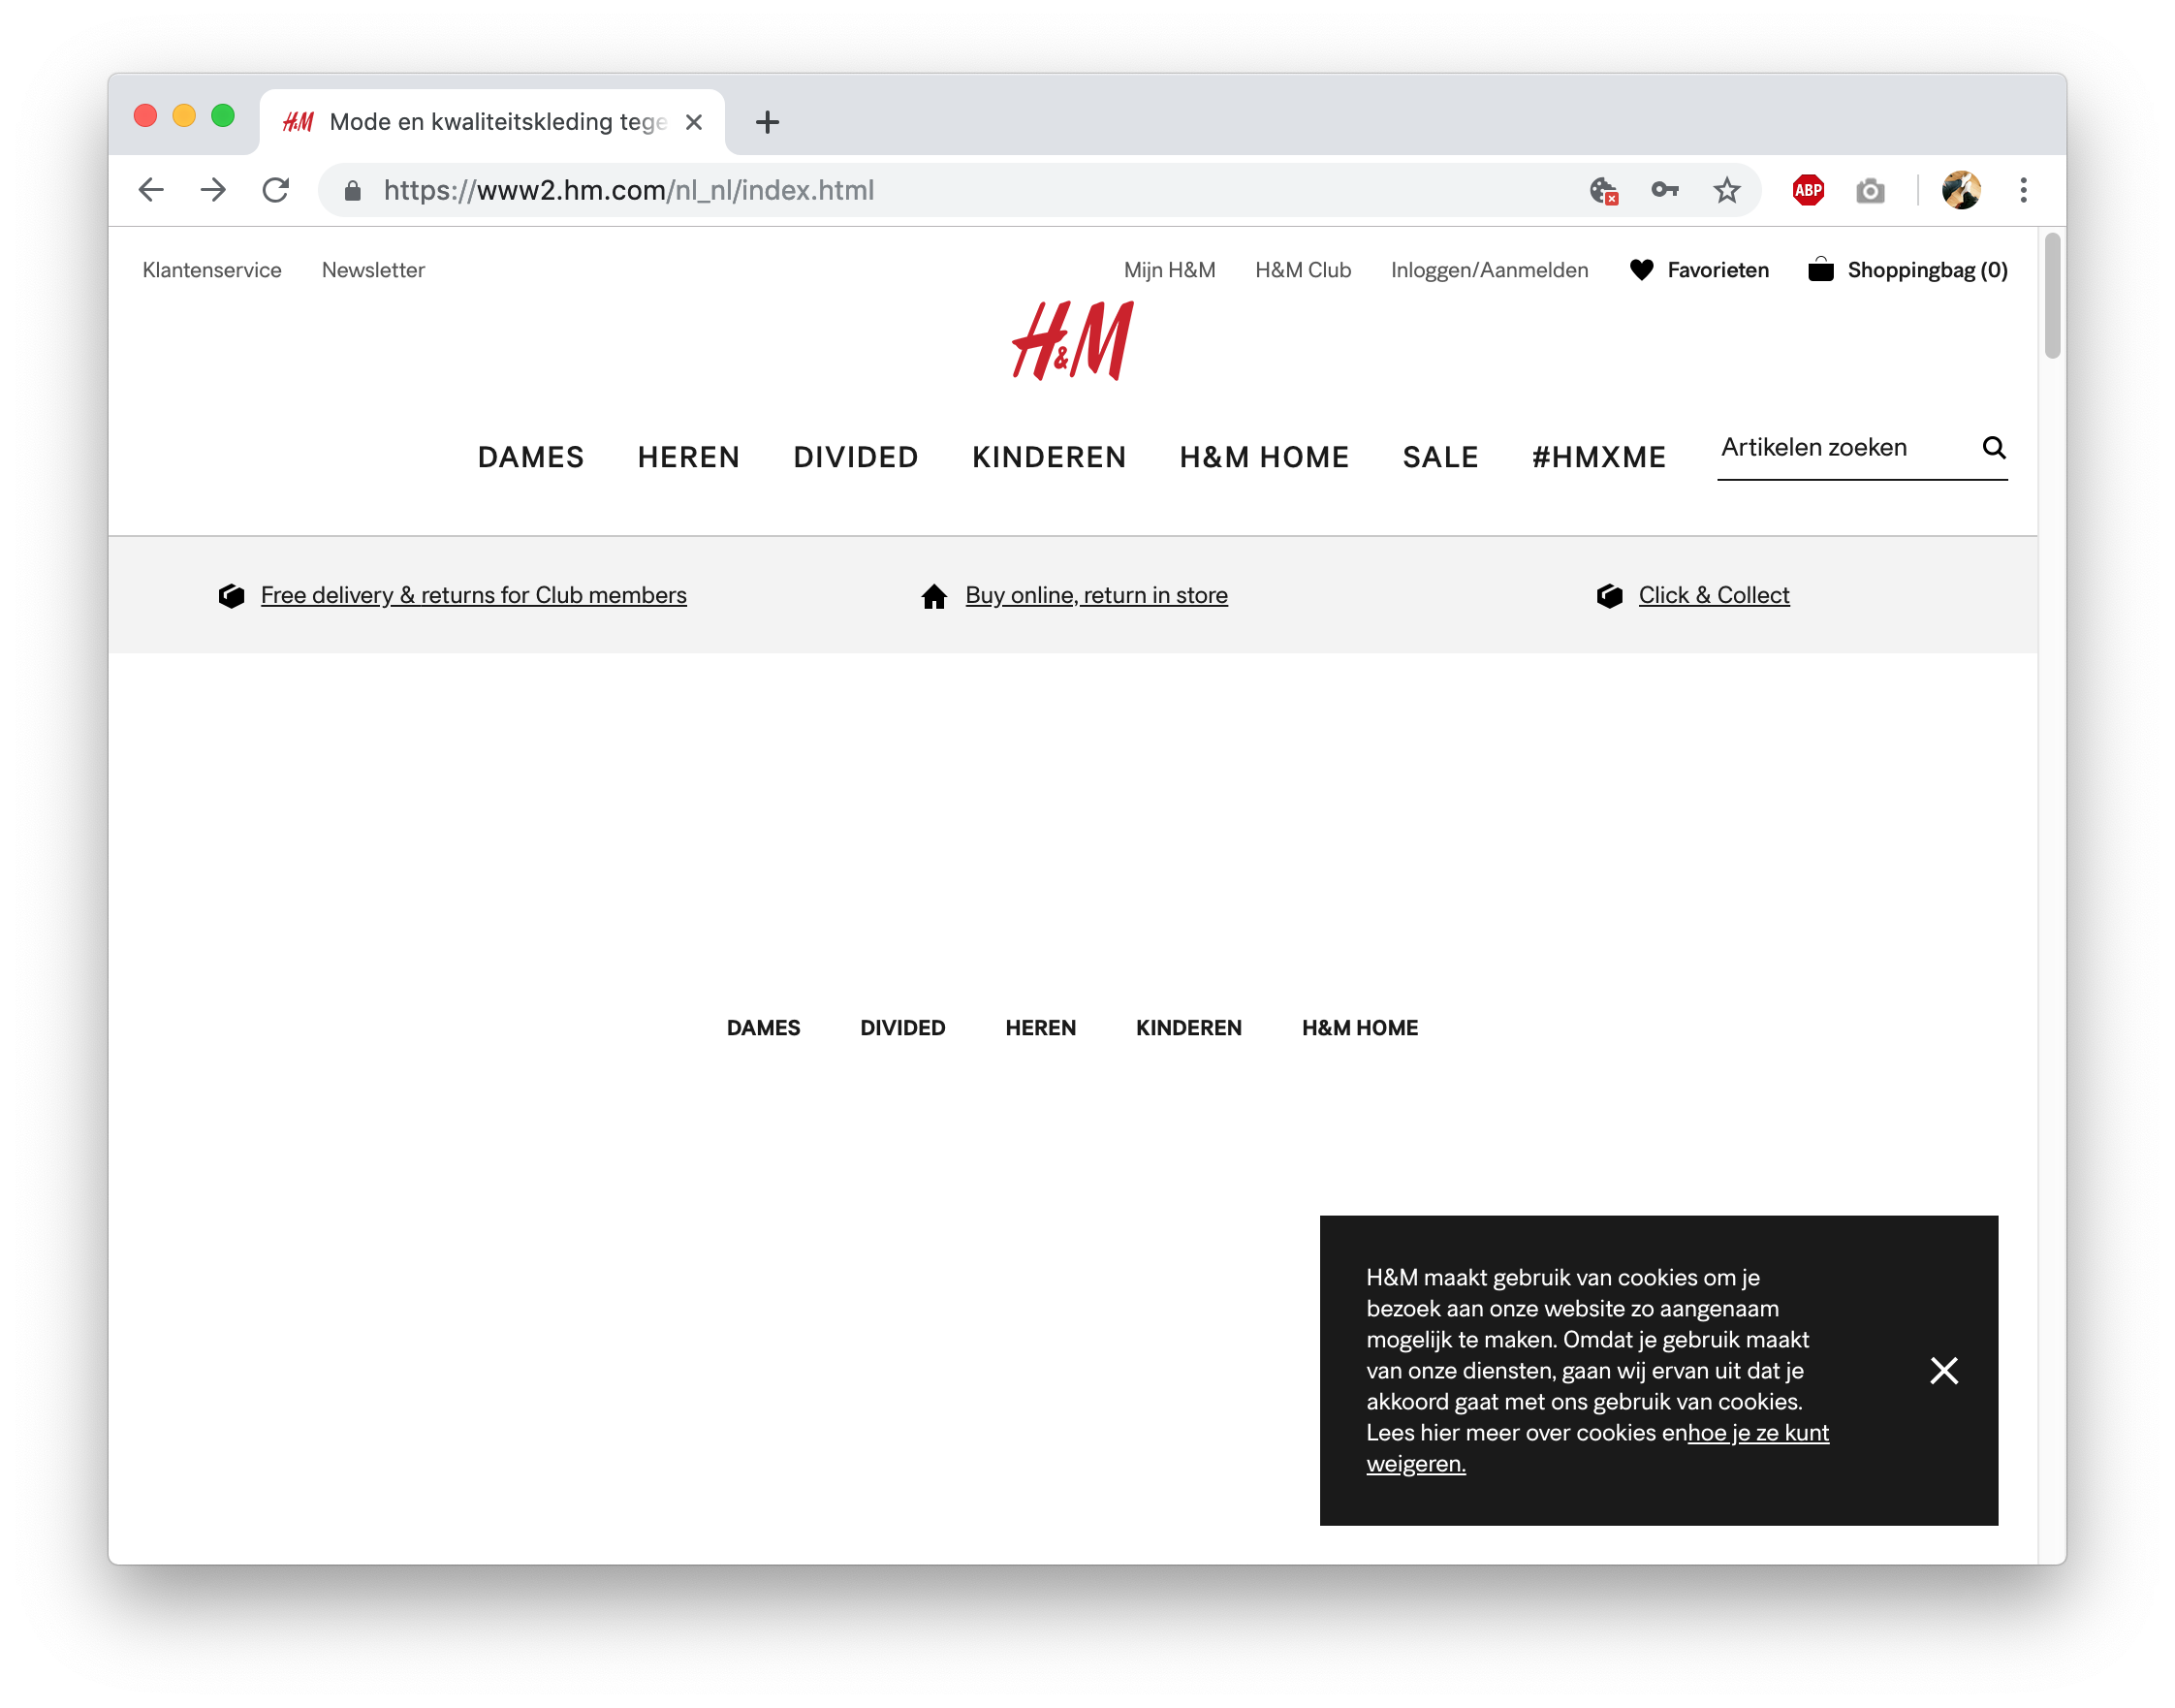 H&M Mode en kwaliteitskleding tege
https://www2.hm.com/nl_nl/index.html
ABP
Klantenservice Newsletter Mijn H&M H&M Club Inloggen/Aanmelden Favorieten Shoppingbag (0)
H&M
DAMES HEREN DIVIDED KINDEREN H&M HOME SALE #HMXME Artikelen zoeken
Free delivery & returns for Club members Buy online, return in store Click & Collect
DAMES DIVIDED HEREN KINDEREN H&M HOME
H&M maakt gebruik van cookies om je
bezoek aan onze website zo aangenaam
mogelijk te maken. Omdat je gebruik maakt
van onze diensten, gaan wij ervan uit dat je
akkoord gaat met ons gebruik van cookies.
Lees hier meer over cookies enhoe je ze kunt
weigeren.